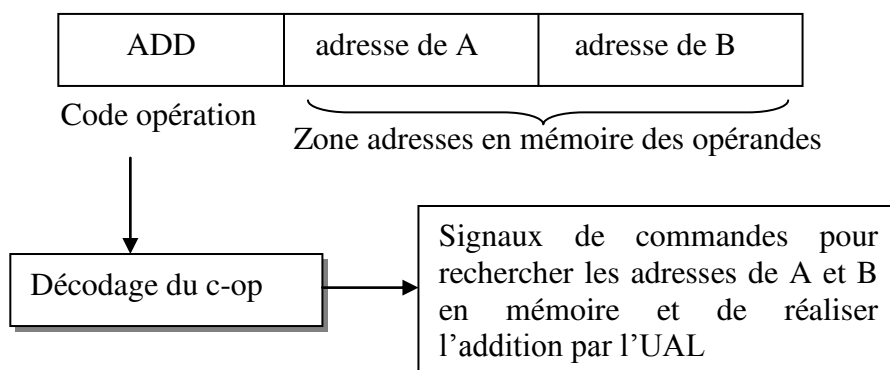 ADD adresse de A adresse de B
Code opération
Zone adresses en mémoire des opérandes
Décodage du c-op
Signaux de commandes pour
rechercher les adresses de A et B
en mémoire et de réaliser
l'addition par l'UAL